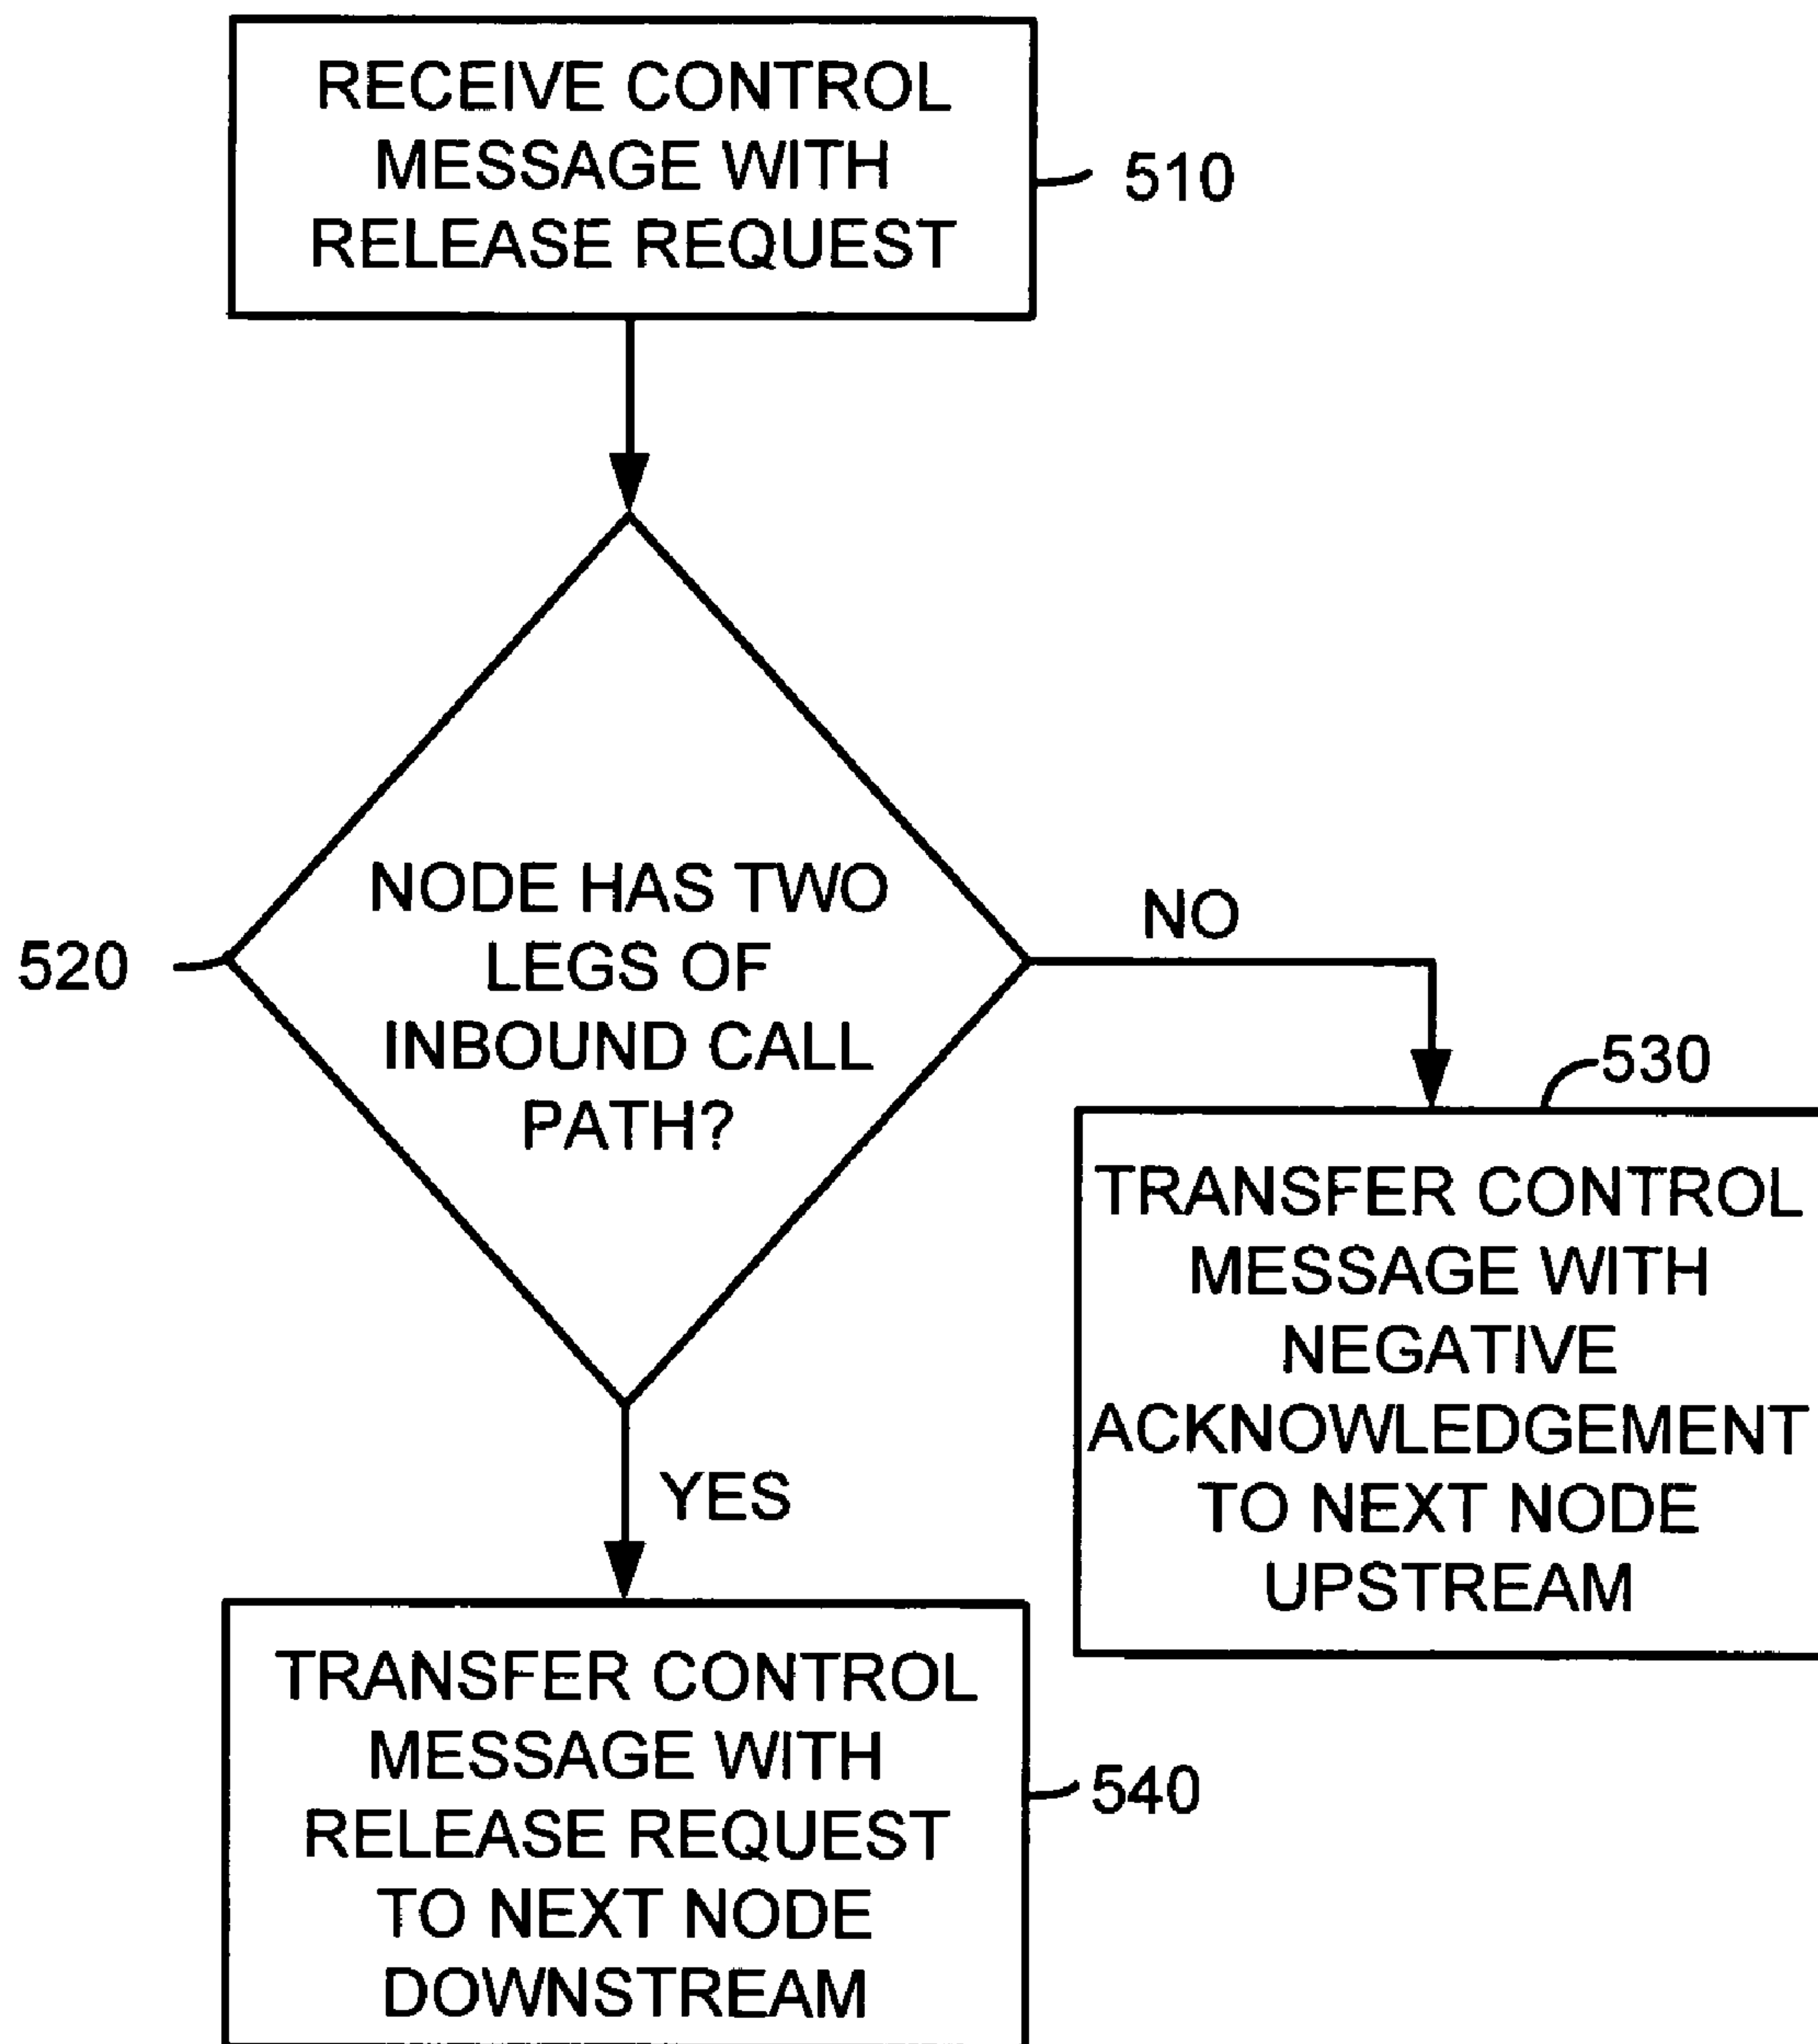 RECEIVE CONTROL
MESSAGE WITH
RELEASE REQUEST
510
NODE HAS TWO
LEGS OF
INBOUND CALL
PATH?
520
NO
530
TRANSFER CONTROL
MESSAGE WITH
NEGATIVE
ACKNOWLEDGEMENT
TO NEXT NODE
UPSTREAM
YES
TRANSFER CONTROL
MESSAGE WITH
RELEASE REQUEST
TO NEXT NODE
DOWNSTREAM
540